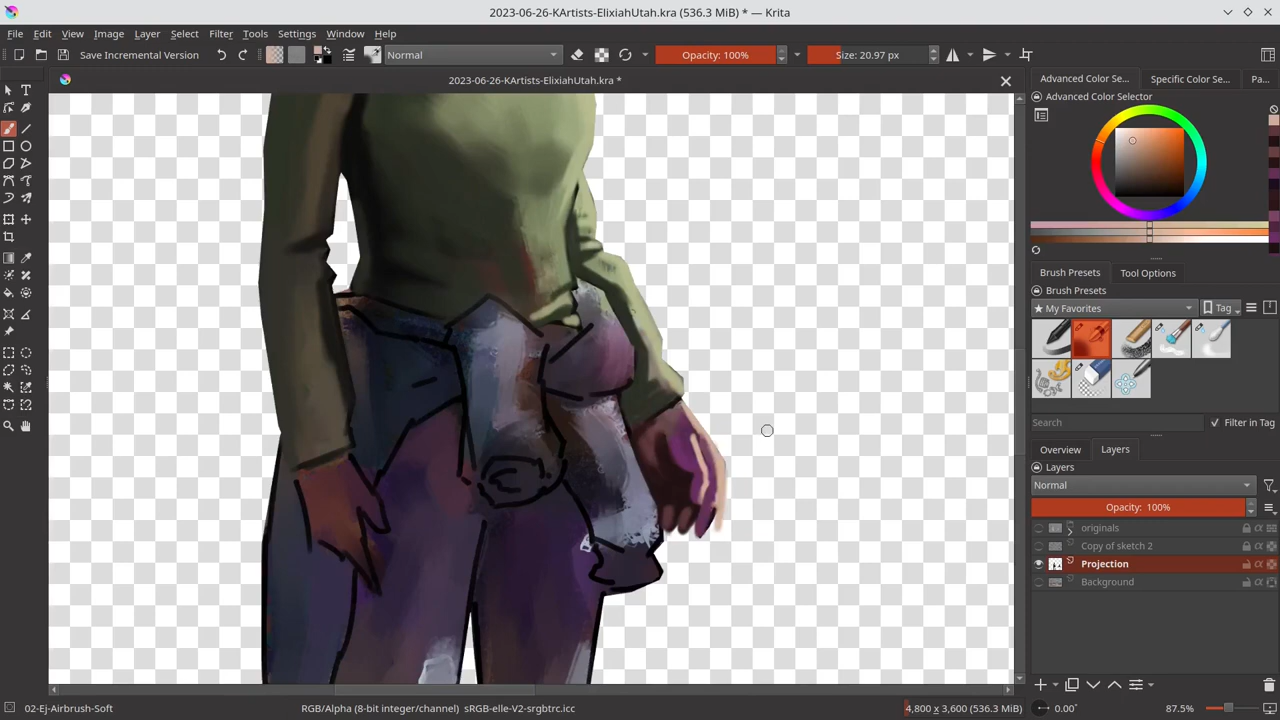 2023-06-26-KArtists-ElixiahUtah.kra (536.3 MiB) * — Krita
File Edit View Image Layer Select Filter Tools Settings Window Help
Save Incremental Version Normal Opacity: 100% Size: 20.97 px
2023-06-26-KArtists-ElixiahUtah.kra (536.3 MiB) *
Advanced Color Se... Specific Color Se... Pa...
Advanced Color Selector
Brush Presets Tool Options
Brush Presets
★ My Favorites Tag
Search Filter in Tag
Overview Layers
Layers
Normal
Opacity: 100%
originals
Copy of sketch 2
Projection
Background
02-Ej-Airbrush-Soft RGB/Alpha (8-bit integer/channel) sRGB-elle-V2-srgbtrc.icc 4,800 x 3,600 (536.3 MiB) 0.00° 87.5%